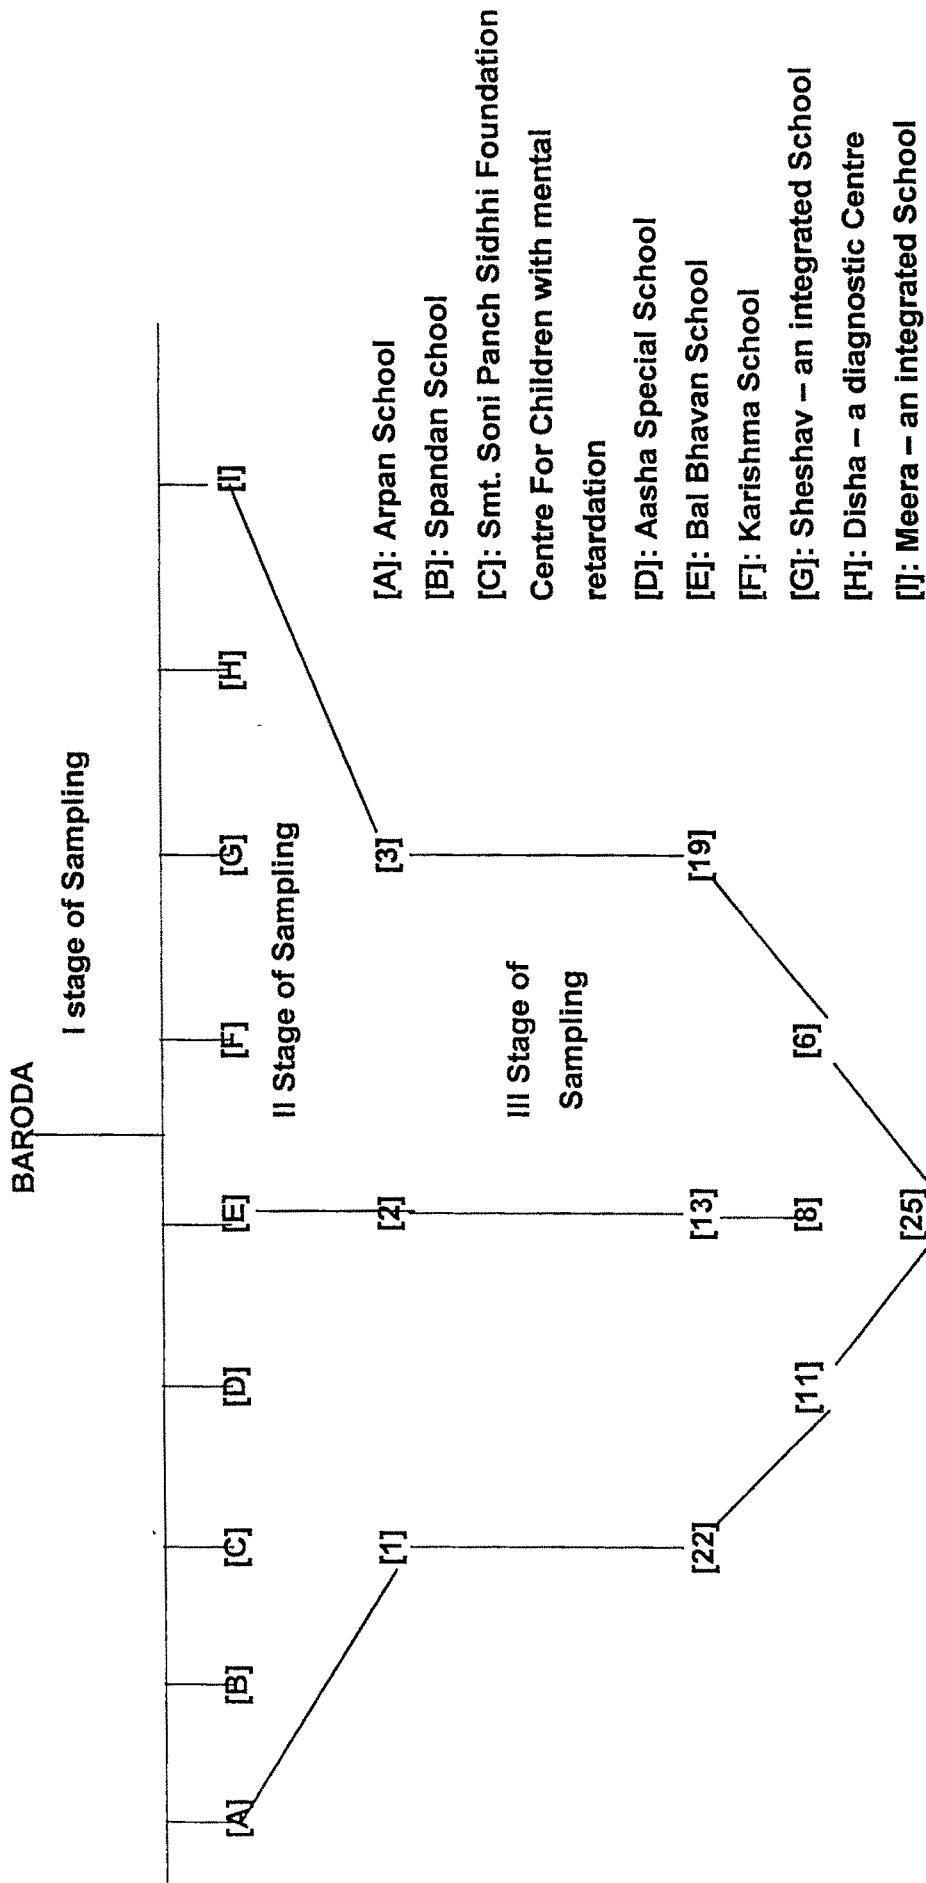 BARODA
I stage of Sampling
[A] [B] [C] [D] [E] [F] [G] [H] [I]
II Stage of Sampling
[1] [2] [3]
III Stage of
Sampling
[22] [13] [19]
[11] [8] [6]
[25]
[A]: Arpan School
[B]: Spandan School
[C]: Smt. Soni Panch Sidhhi Foundation
Centre For Children with mental
retardation
[D]: Aasha Special School
[E]: Bal Bhavan School
[F]: Karishma School
[G]: Sheshav – an integrated School
[H]: Disha – a diagnostic Centre
[I]: Meera – an integrated School